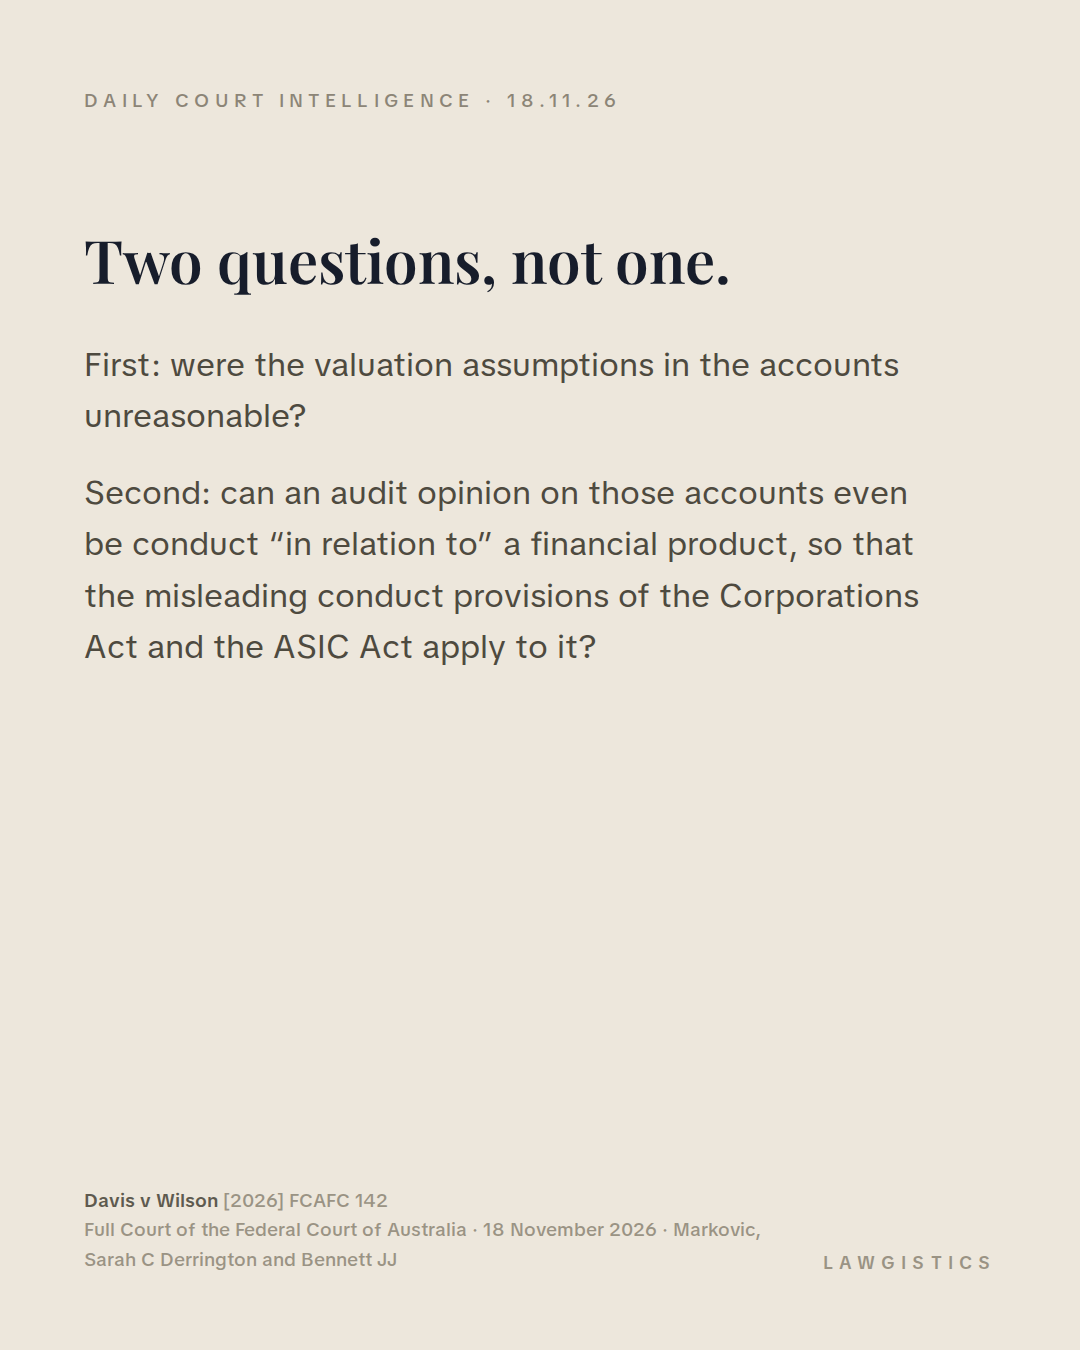 DAILY COURT INTELLIGENCE · 18.11.26
Two questions, not one.
First: were the valuation assumptions in the accounts
unreasonable?
Second: can an audit opinion on those accounts even
be conduct “in relation to” a financial product, so that
the misleading conduct provisions of the Corporations
Act and the ASIC Act apply to it?
Davis v Wilson [2026] FCAFC 142
Full Court of the Federal Court of Australia · 18 November 2026 · Markovic,
Sarah C Derrington and Bennett JJ
LAWGISTICS